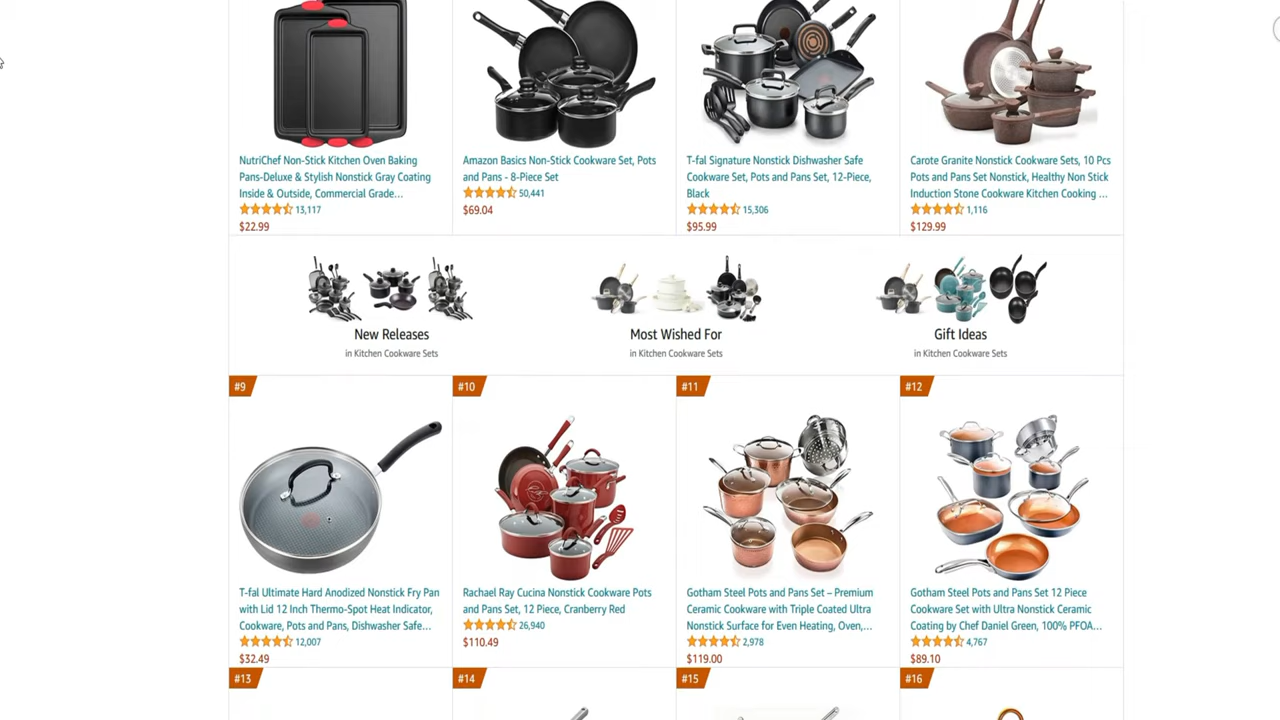 NutriChef Non-Stick Kitchen Oven Baking
Pans-Deluxe & Stylish Nonstick Gray Coating
Inside & Outside, Commercial Grade…
13,117
$22.99
Amazon Basics Non-Stick Cookware Set, Pots
and Pans - 8-Piece Set
50,441
$69.04
T-fal Signature Nonstick Dishwasher Safe
Cookware Set, Pots and Pans Set, 12-Piece,
Black
15,306
$95.99
Carote Granite Nonstick Cookware Sets, 10 Pcs
Pots and Pans Set Nonstick, Healthy Non Stick
Induction Stone Cookware Kitchen Cooking …
1,116
$129.99
New Releases
in Kitchen Cookware Sets
Most Wished For
in Kitchen Cookware Sets
Gift Ideas
in Kitchen Cookware Sets
#9
T-fal Ultimate Hard Anodized Nonstick Fry Pan
with Lid 12 Inch Thermo-Spot Heat Indicator,
Cookware, Pots and Pans, Dishwasher Safe…
12,007
$32.49
#10
Rachael Ray Cucina Nonstick Cookware Pots
and Pans Set, 12 Piece, Cranberry Red
26,940
$110.49
#11
Gotham Steel Pots and Pans Set – Premium
Ceramic Cookware with Triple Coated Ultra
Nonstick Surface for Even Heating, Oven,…
2,978
$119.00
#12
Gotham Steel Pots and Pans Set 12 Piece
Cookware Set with Ultra Nonstick Ceramic
Coating by Chef Daniel Green, 100% PFOA…
4,767
$89.10
#13
#14
#15
#16